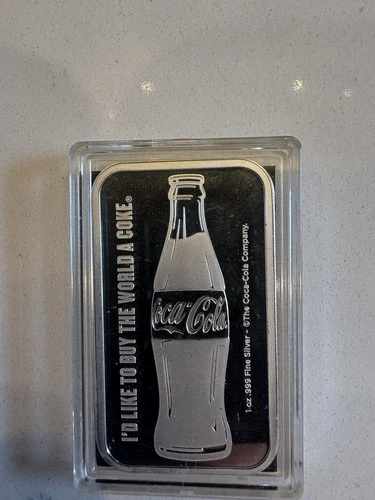 I'D LIKE TO BUY THE WORLD A COKE®
Coca-Cola
1 oz .999 Fine Silver - ©The Coca-Cola Company.